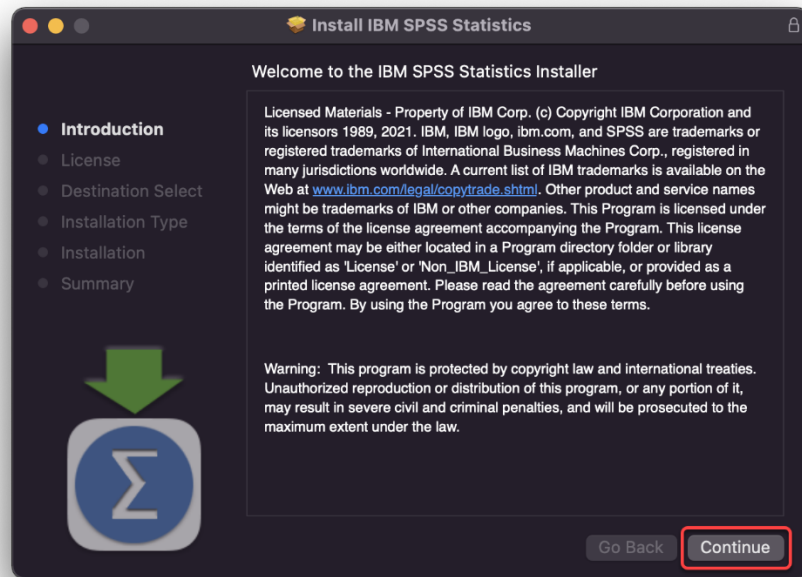 Install IBM SPSS Statistics
Welcome to the IBM SPSS Statistics Installer
Introduction
License
Destination Select
Installation Type
Installation
Summary
Licensed Materials - Property of IBM Corp. (c) Copyright IBM Corporation and
its licensors 1989, 2021. IBM, IBM logo, ibm.com, and SPSS are trademarks or
registered trademarks of International Business Machines Corp., registered in
many jurisdictions worldwide. A current list of IBM trademarks is available on the
Web at www.ibm.com/legal/copytrade.shtml. Other product and service names
might be trademarks of IBM or other companies. This Program is licensed under
the terms of the license agreement accompanying the Program. This license
agreement may be either located in a Program directory folder or library
identified as 'License' or 'Non_IBM_License', if applicable, or provided as a
printed license agreement. Please read the agreement carefully before using
the Program. By using the Program you agree to these terms.
Warning:  This program is protected by copyright law and international treaties.
Unauthorized reproduction or distribution of this program, or any portion of it,
may result in severe civil and criminal penalties, and will be prosecuted to the
maximum extent under the law.
Σ
Go Back
Continue